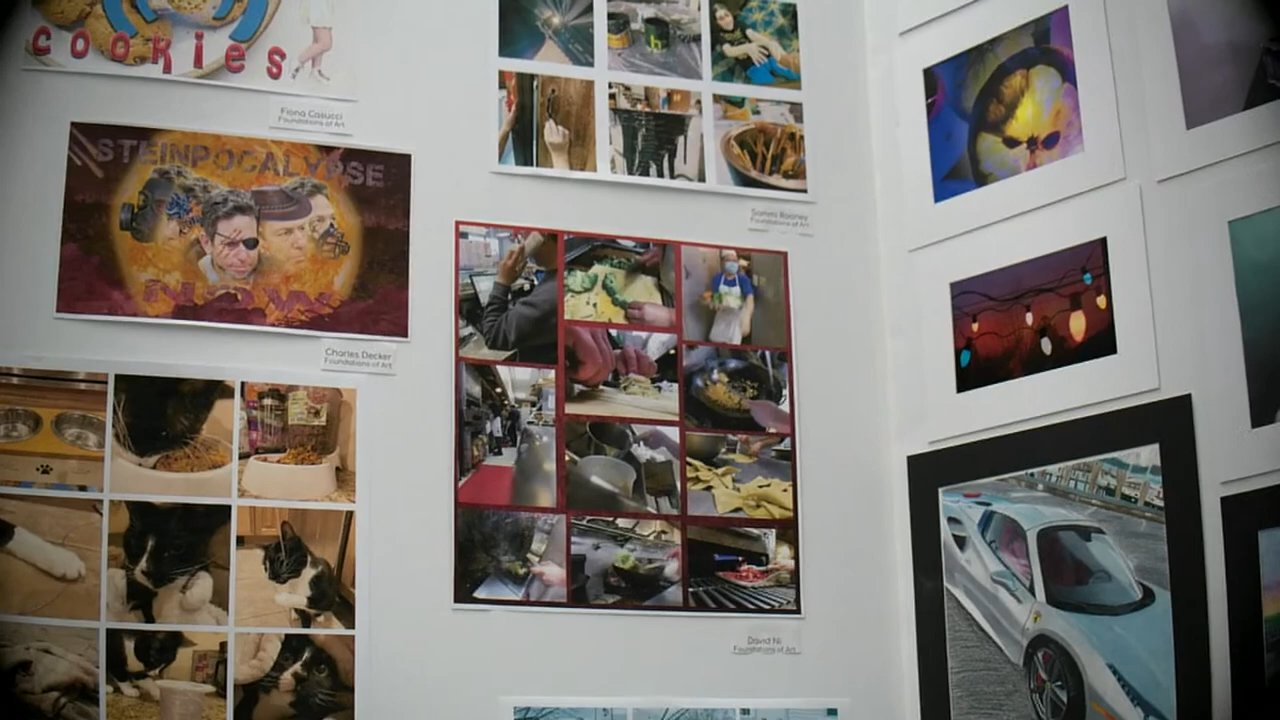 cookies
Fiona Casucci
Foundations of Art
STEINPOCALYPSE
NOW
Charles Decker
Foundations of Art
Sammi Rooney
Foundations of Art
David Ni
Foundations of Art